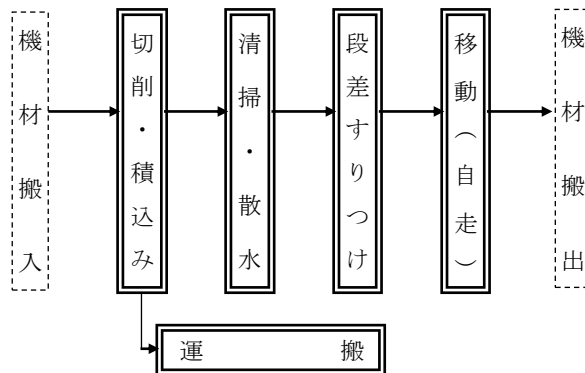 機材搬入
切削・積込み
清掃・散水
段差すりつけ
移動（自走）
機材搬出
運搬